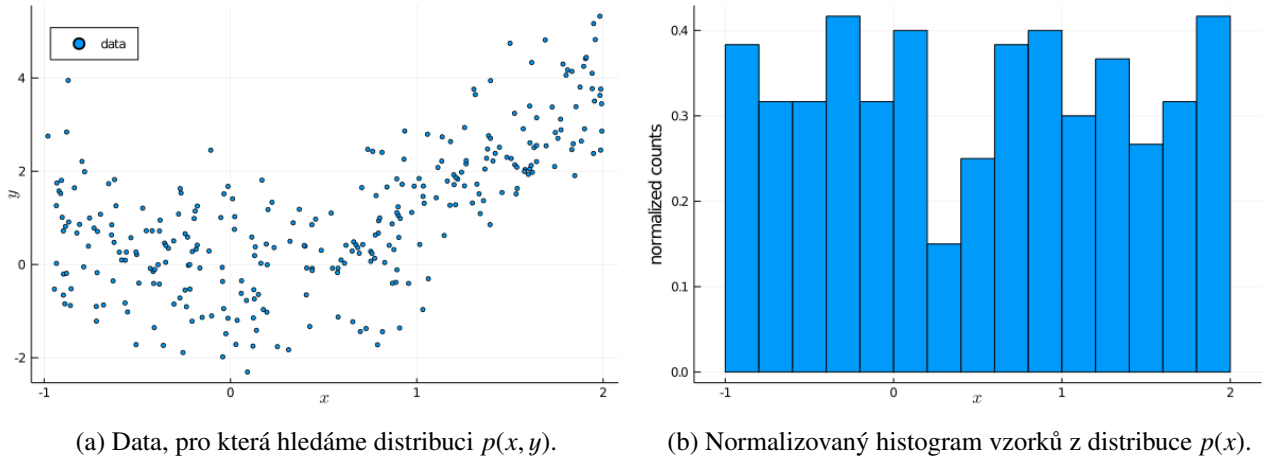 data
4
2
0
-2
y
-1
0
1
2
x
0.4
0.3
0.2
0.1
0.0
normalized counts
-1
0
1
2
x
(a) Data, pro která hledáme distribuci p(x, y).
(b) Normalizovaný histogram vzorků z distribuce p(x).